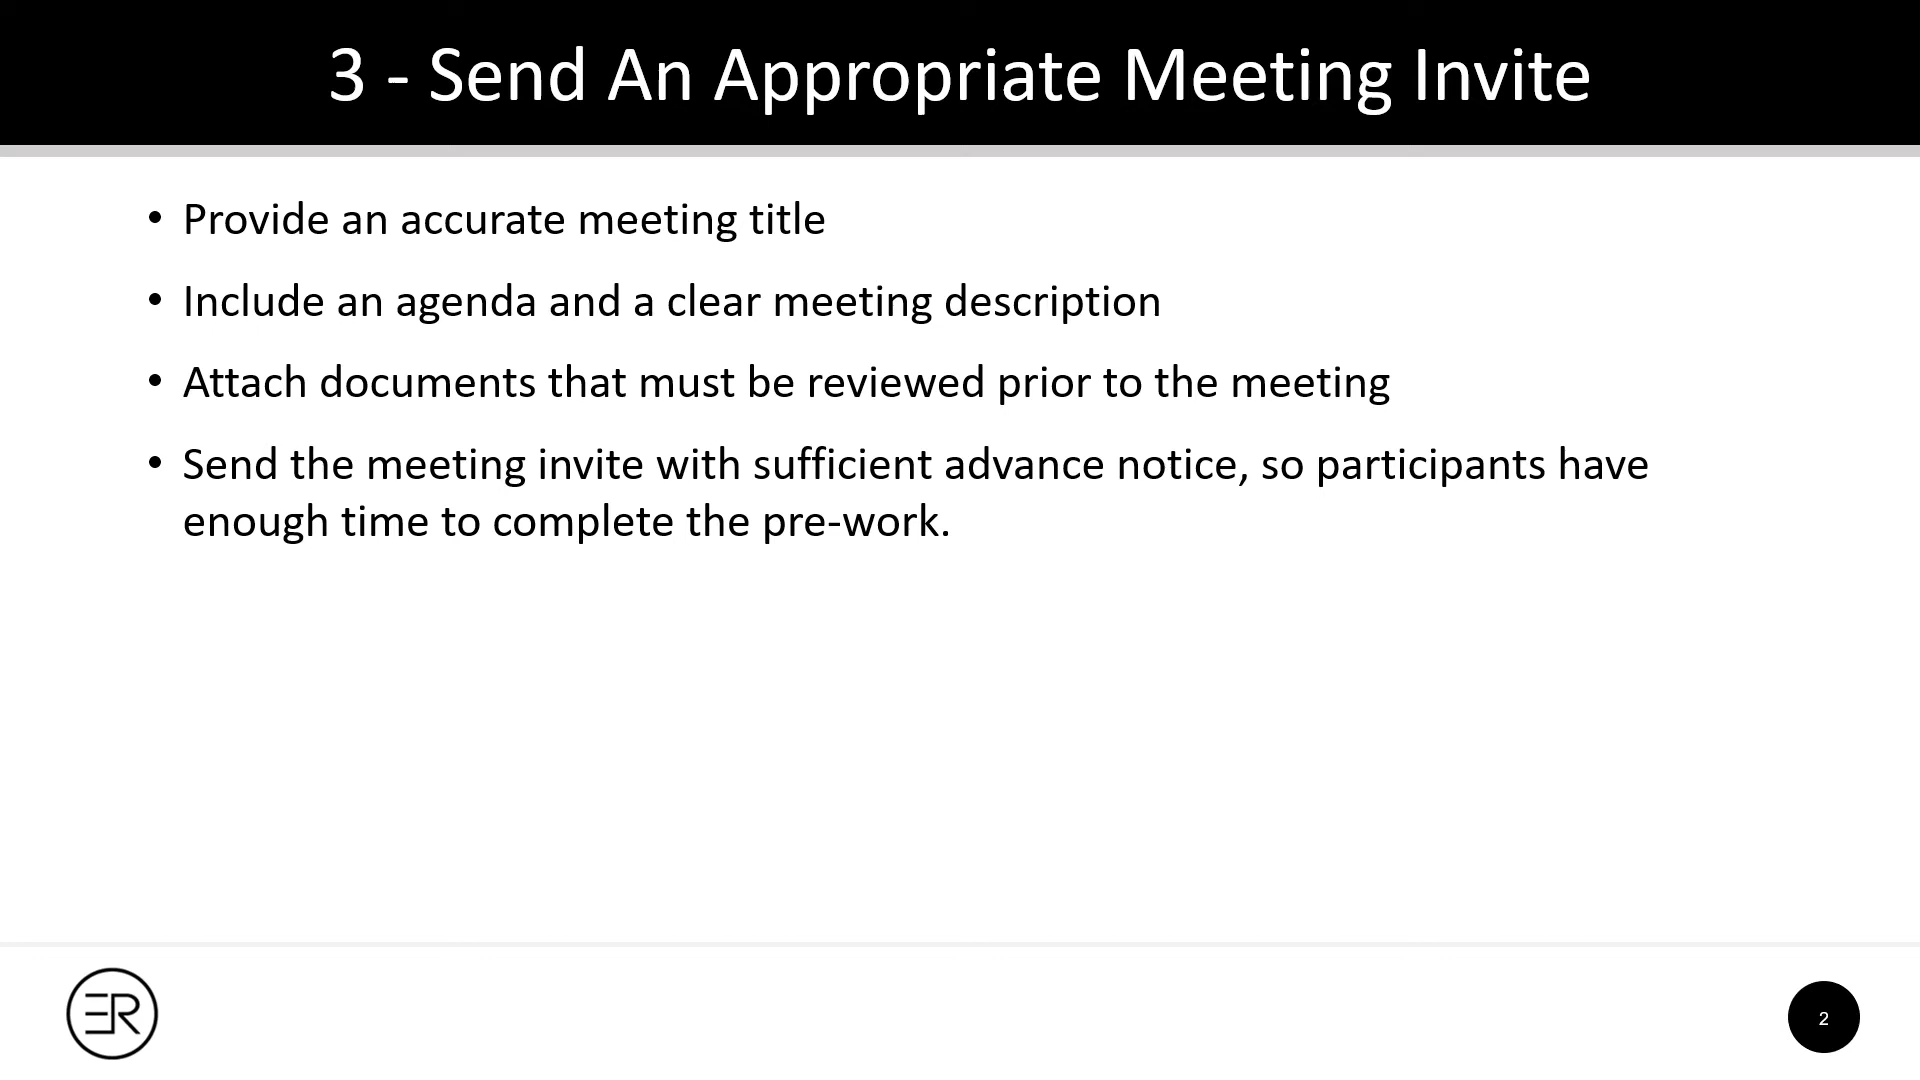 3 - Send An Appropriate Meeting Invite
• Provide an accurate meeting title
• Include an agenda and a clear meeting description
• Attach documents that must be reviewed prior to the meeting
• Send the meeting invite with sufficient advance notice, so participants have
enough time to complete the pre-work.
ER
2